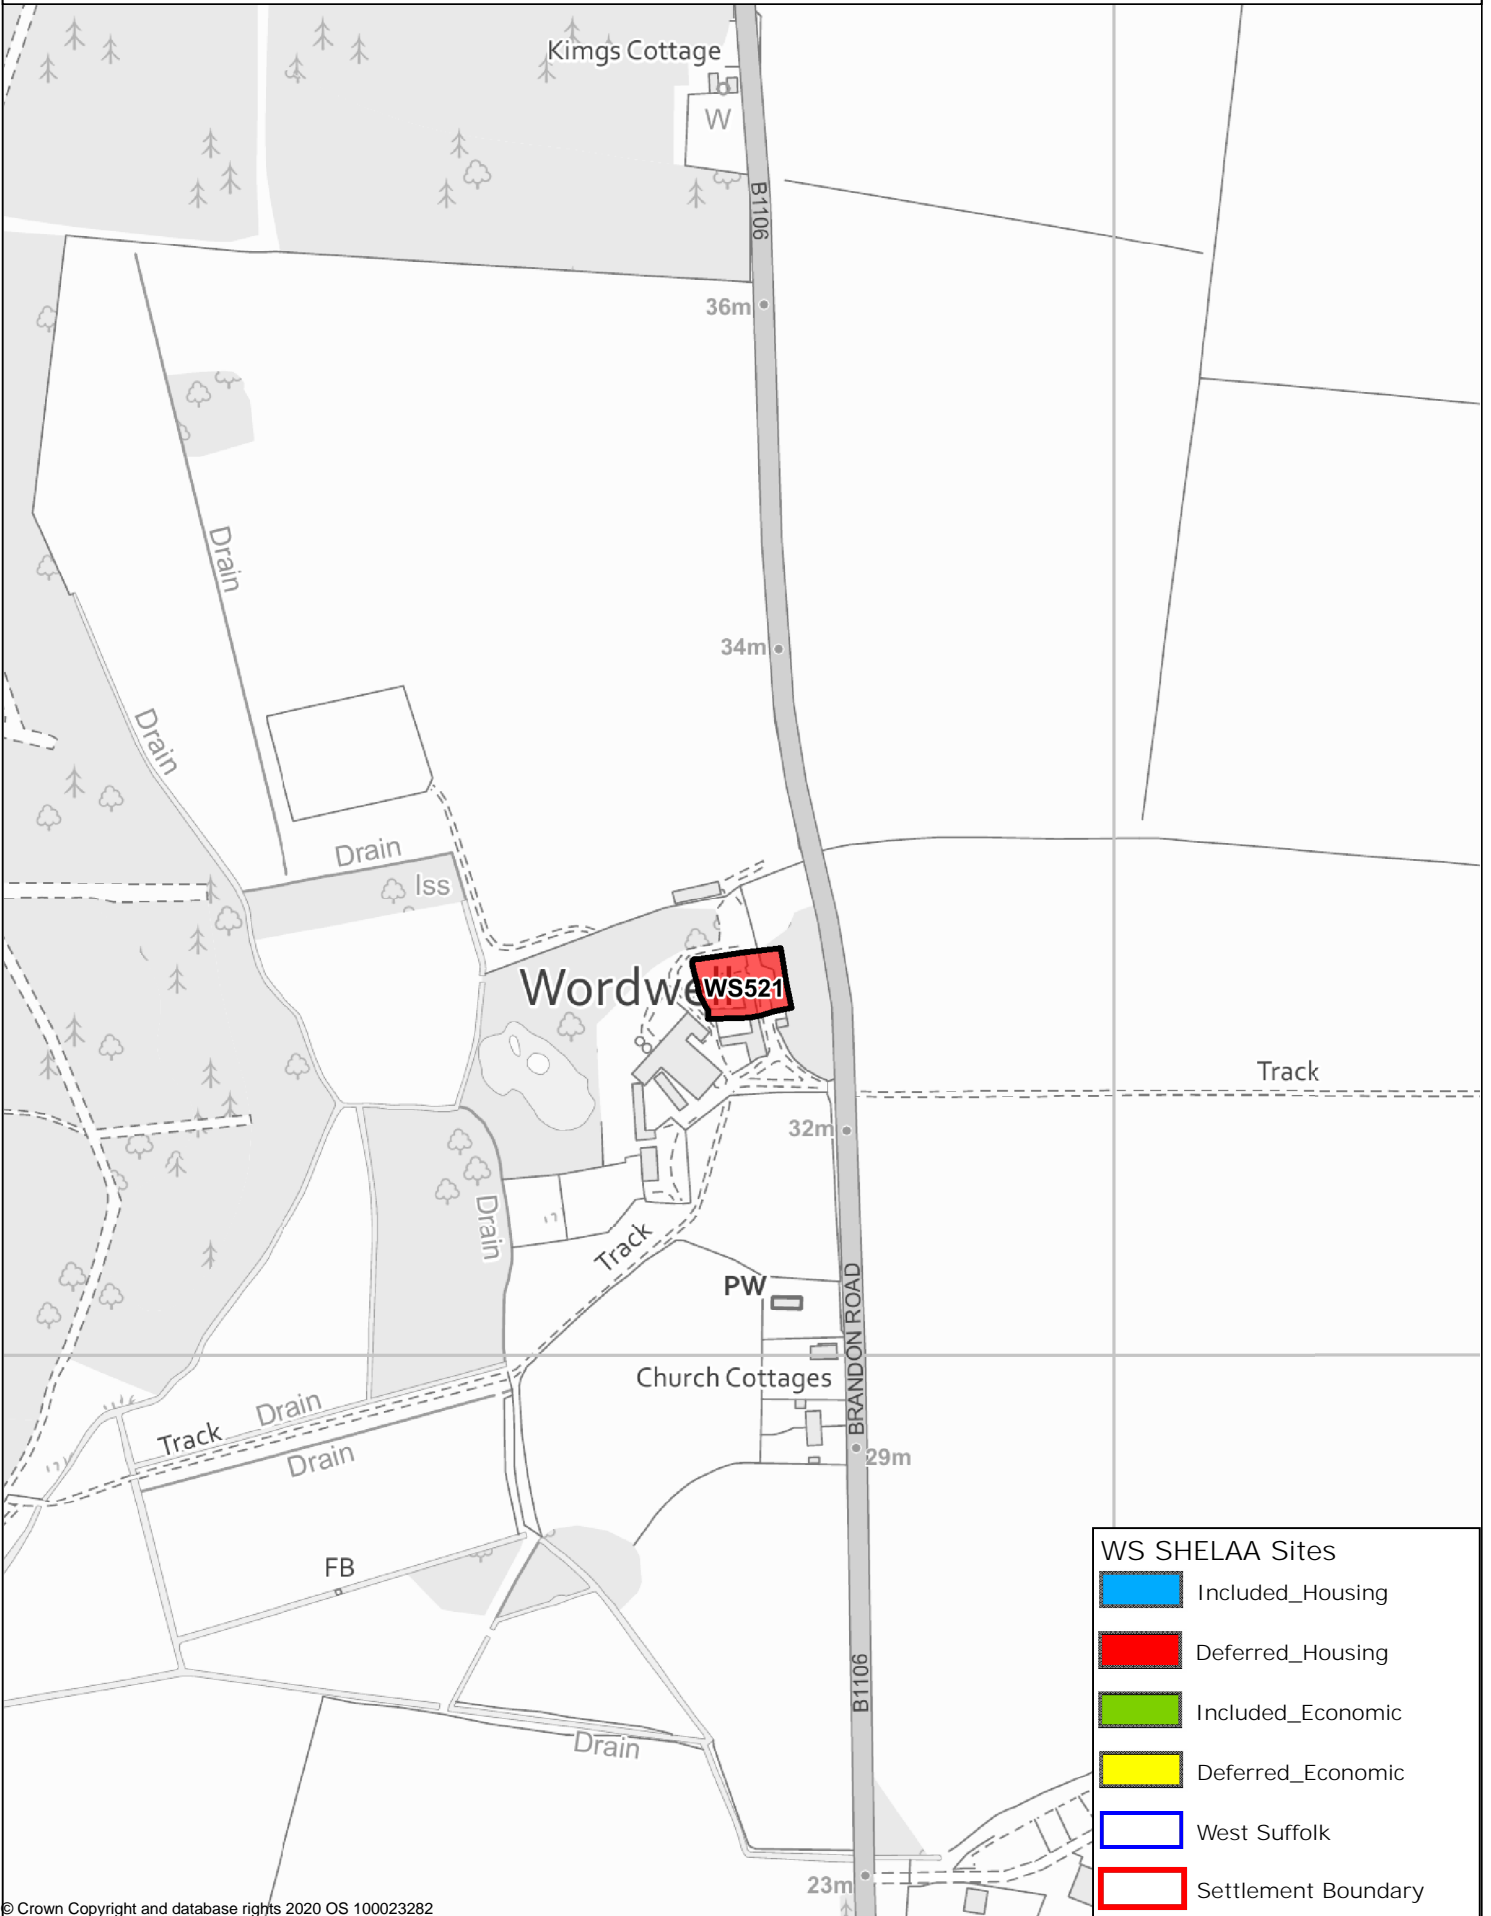 Kimgs Cottage
W
B1106
36m
Drain
34m
Drain
Drain
Iss
Wordwell
WS521
8
Track
32m
Drain
Track
PW
BRANDON ROAD
Church Cottages
Drain
Track
Drain
29m
FB
B1106
Drain
23m
WS SHELAA Sites
Included_Housing
Deferred_Housing
Included_Economic
Deferred_Economic
West Suffolk
Settlement Boundary
© Crown Copyright and database rights 2020 OS 100023282